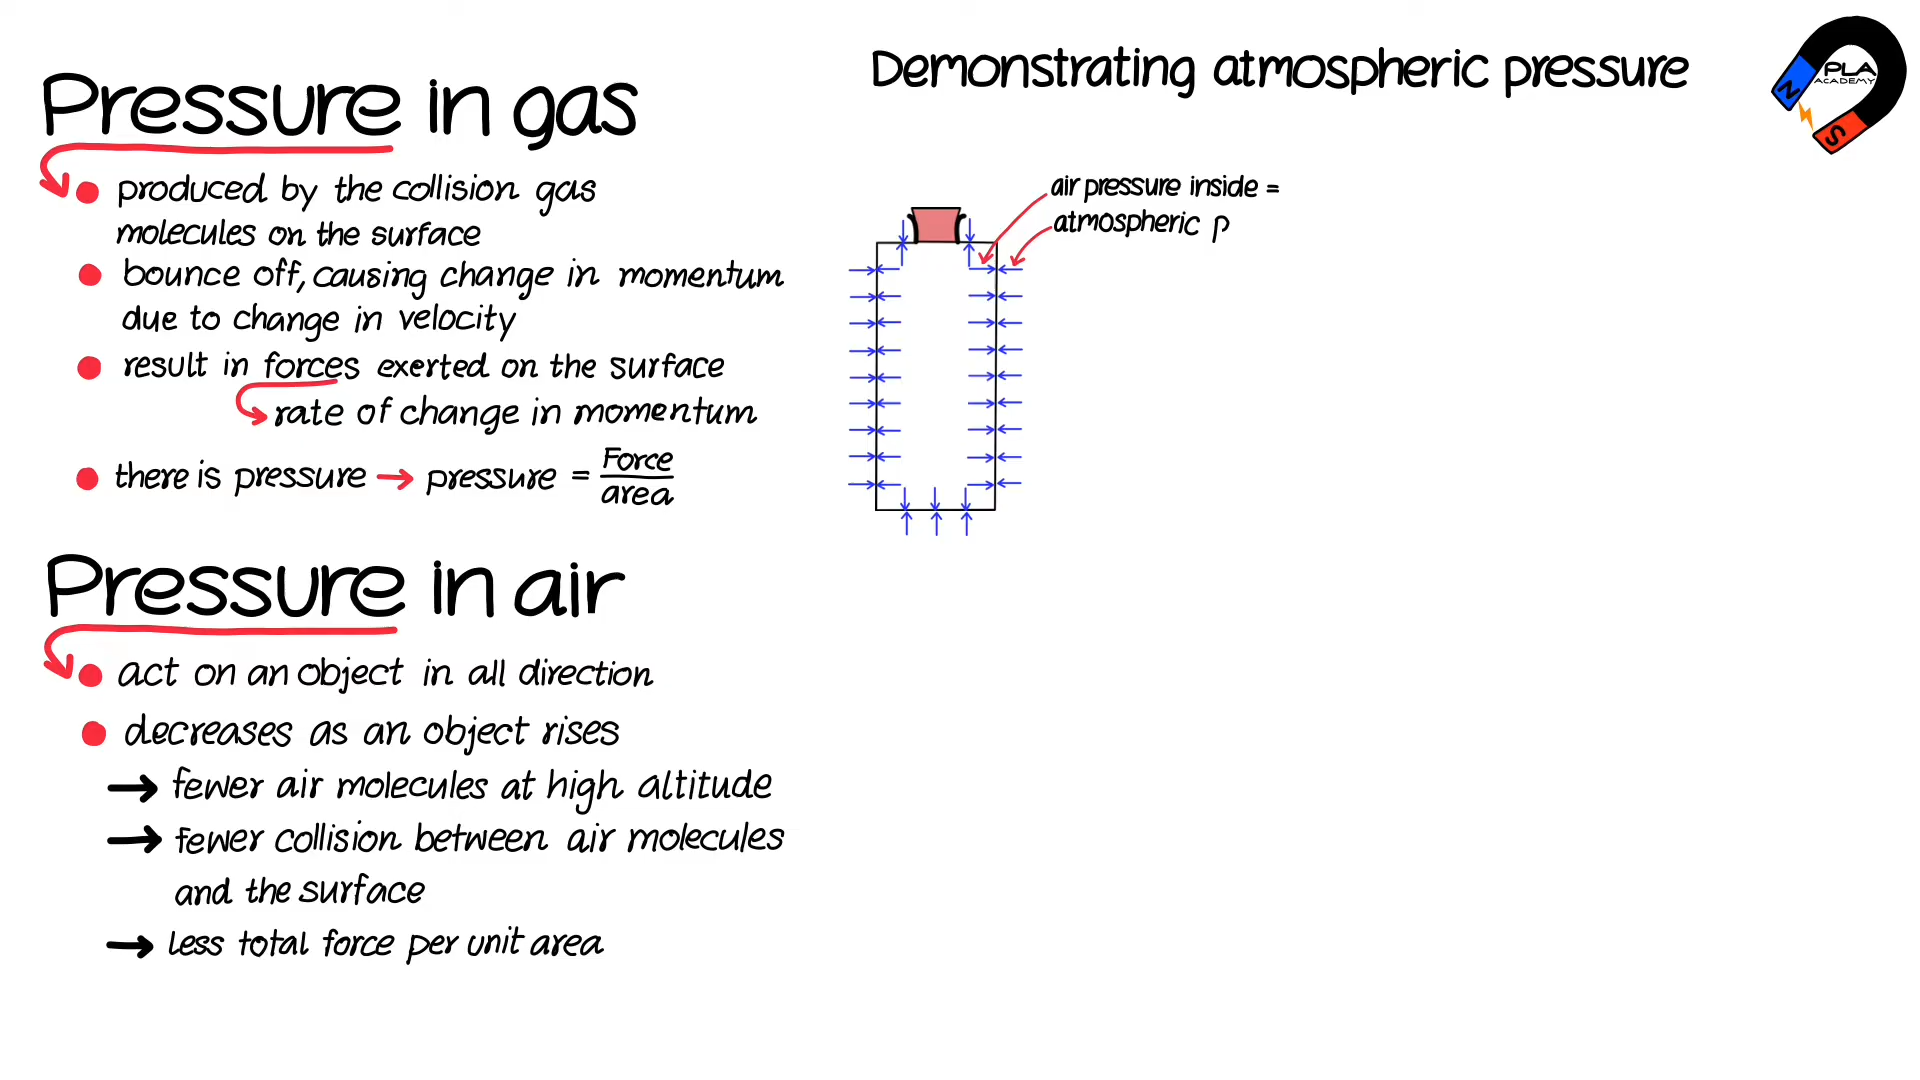 Pressure in gas
produced by the collision gas
molecules on the surface
bounce off, causing change in momentum
due to change in velocity
result in forces exerted on the surface
rate of change in momentum
there is pressure → pressure = Force
area
Pressure in air
act on an object in all direction
decreases as an object rises
→ fewer air molecules at high altitude
→ fewer collision between air molecules
and the surface
→ less total force per unit area
Demonstrating atmospheric pressure
air pressure inside =
atmospheric p
PLA
ACADEMY
N
S